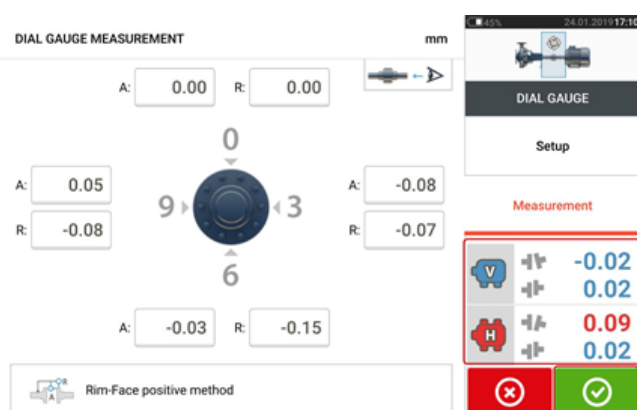 45% 24.01.2019 17:10
DIAL GAUGE MEASUREMENT mm
A: 0.00 R: 0.00
DIAL GAUGE
0
Setup
A: 0.05 A: -0.08
9 3
Measurement
R: -0.08 R: -0.07
6
V -0.02
0.02
A: -0.03 R: -0.15
H 0.09
0.02
R
A
Rim-Face positive method